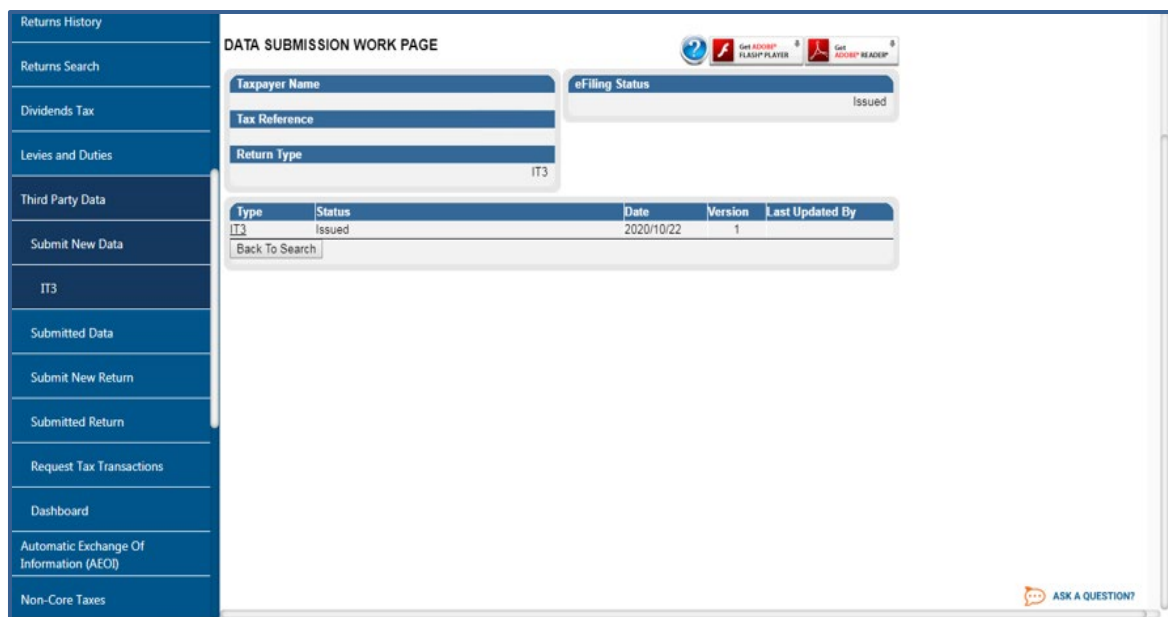 Returns History
Returns Search
Dividends Tax
Levies and Duties
Third Party Data
Submit New Data
IT3
Submitted Data
Submit New Return
Submitted Return
Request Tax Transactions
Dashboard
Automatic Exchange Of
Information (AEOI)
Non-Core Taxes
DATA SUBMISSION WORK PAGE
?
Get ADOBE® FLASH® PLAYER
Get ADOBE® READER®
Taxpayer Name
Tax Reference
Return Type
IT3
eFiling Status
Issued
Type Status Date Version Last Updated By
IT3 Issued 2020/10/22 1
Back To Search
ASK A QUESTION?